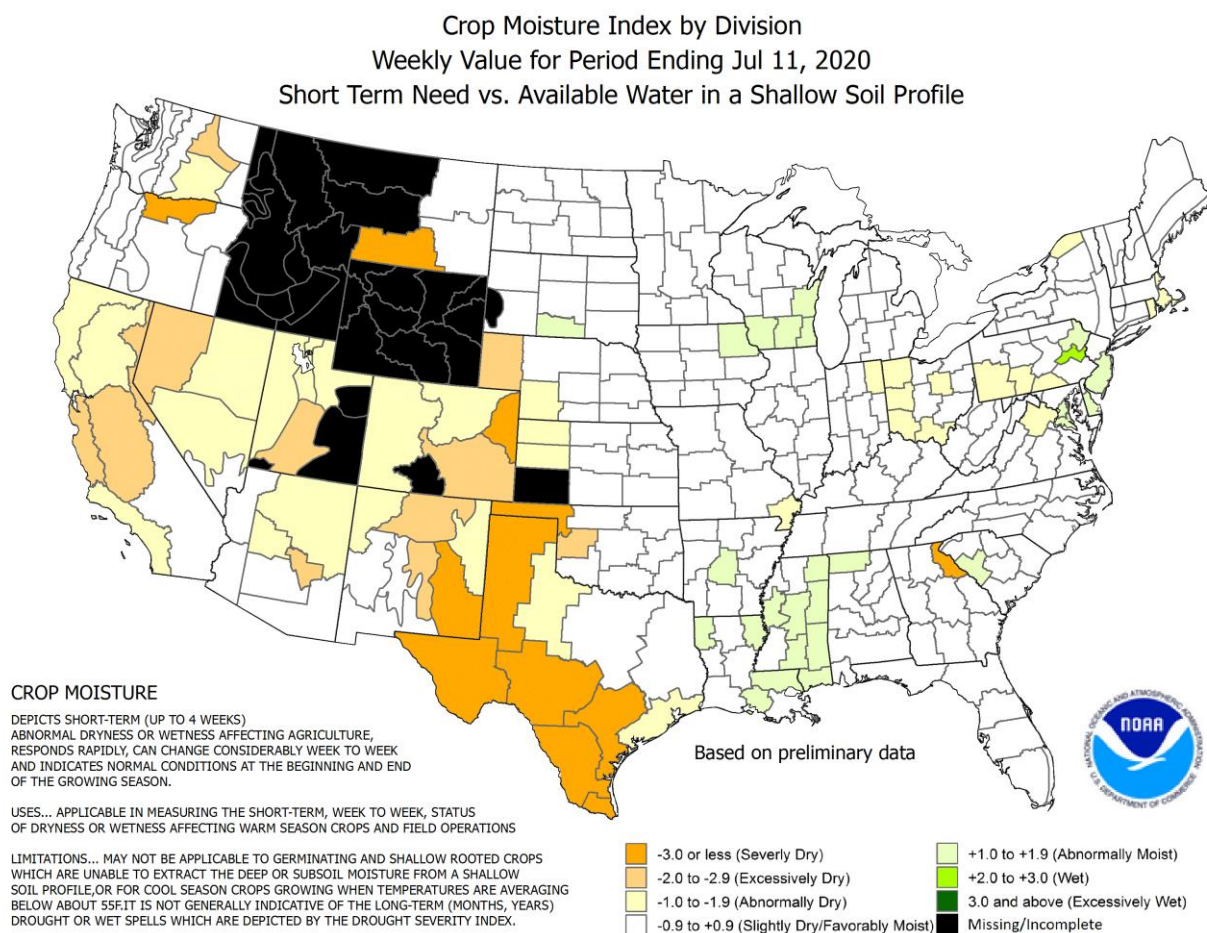 Crop Moisture Index by Division
Weekly Value for Period Ending Jul 11, 2020
Short Term Need vs. Available Water in a Shallow Soil Profile
CROP MOISTURE
DEPICTS SHORT-TERM (UP TO 4 WEEKS)
ABNORMAL DRYNESS OR WETNESS AFFECTING AGRICULTURE,
RESPONDS RAPIDLY, CAN CHANGE CONSIDERABLY WEEK TO WEEK
AND INDICATES NORMAL CONDITIONS AT THE BEGINNING AND END
OF THE GROWING SEASON.
USES... APPLICABLE IN MEASURING THE SHORT-TERM, WEEK TO WEEK, STATUS
OF DRYNESS OR WETNESS AFFECTING WARM SEASON CROPS AND FIELD OPERATIONS
LIMITATIONS... MAY NOT BE APPLICABLE TO GERMINATING AND SHALLOW ROOTED CROPS
WHICH ARE UNABLE TO EXTRACT THE DEEP OR SUBSOIL MOISTURE FROM A SHALLOW
SOIL PROFILE,OR FOR COOL SEASON CROPS GROWING WHEN TEMPERATURES ARE AVERAGING
BELOW ABOUT 55F.IT IS NOT GENERALLY INDICATIVE OF THE LONG-TERM (MONTHS, YEARS)
DROUGHT OR WET SPELLS WHICH ARE DEPICTED BY THE DROUGHT SEVERITY INDEX.
Based on preliminary data
NATIONAL OCEANIC AND ATMOSPHERIC ADMINISTRATION
NOAA
U.S. DEPARTMENT OF COMMERCE
-3.0 or less (Severly Dry)
-2.0 to -2.9 (Excessively Dry)
-1.0 to -1.9 (Abnormally Dry)
-0.9 to +0.9 (Slightly Dry/Favorably Moist)
+1.0 to +1.9 (Abnormally Moist)
+2.0 to +3.0 (Wet)
3.0 and above (Excessively Wet)
Missing/Incomplete